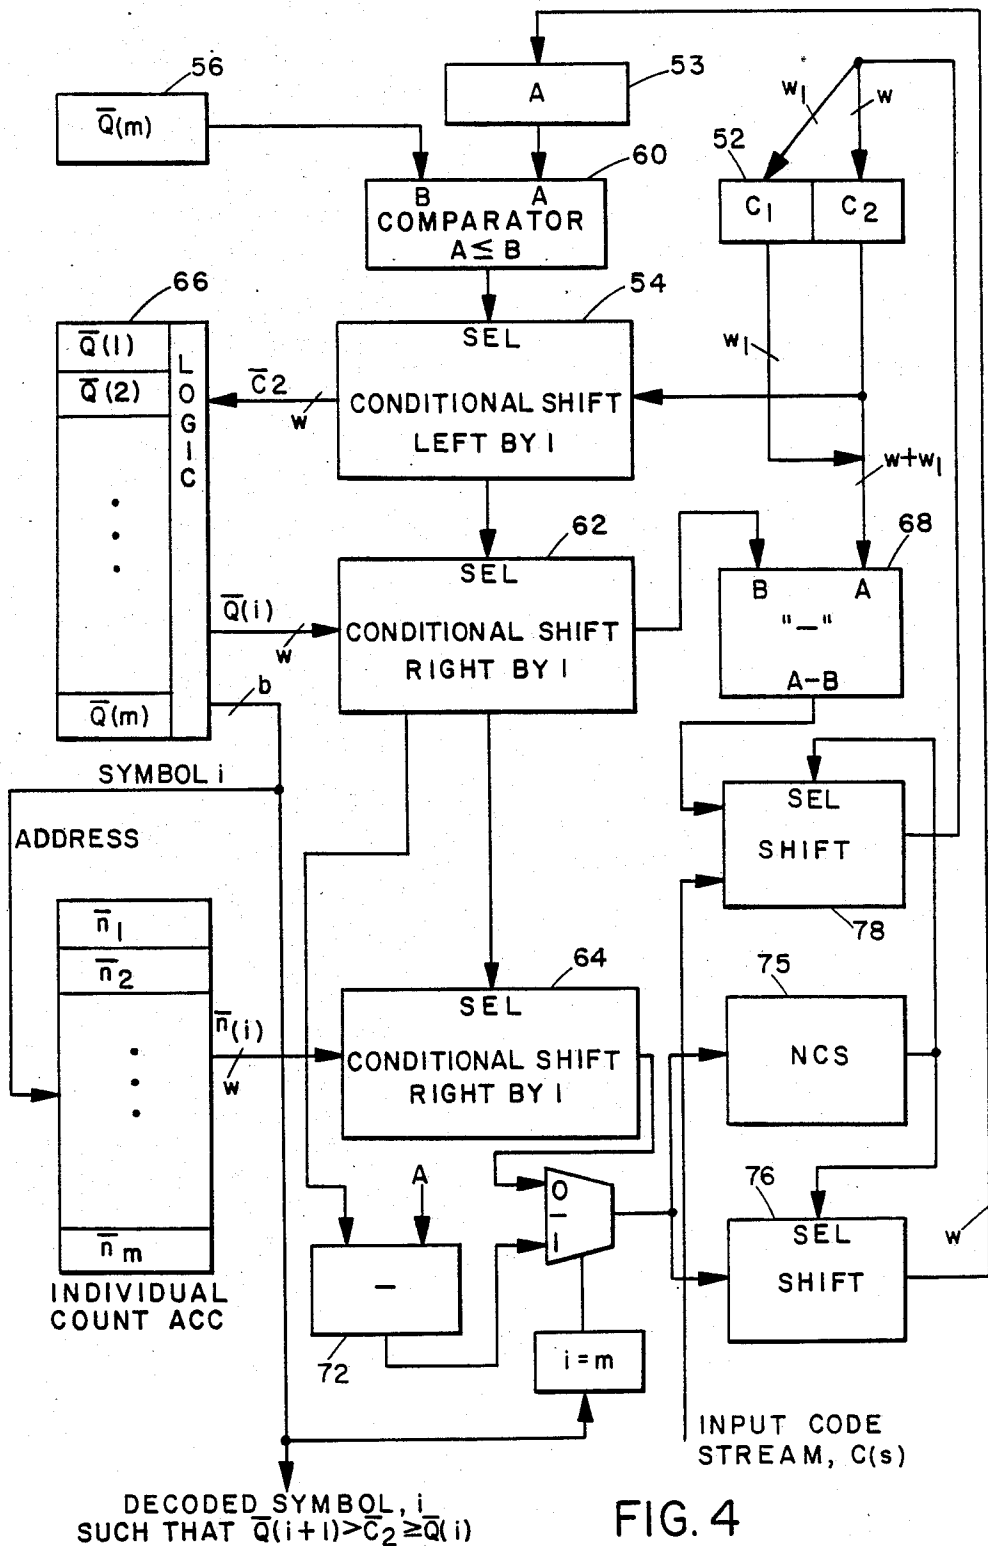 56
Q̅(m)
A
53
w₁
w
52
C₁
C₂
60
B A
COMPARATOR
A≤B
66
Q̅(1)
Q̅(2)
Q̅(m)
LOGIC
54
SEL
CONDITIONAL SHIFT
LEFT BY 1
C̅2
w
w₁
w+w₁
62
SEL
CONDITIONAL SHIFT
RIGHT BY 1
Q̅(i)
w
b
68
B A
"—"
A–B
SYMBOL i
ADDRESS
SEL
SHIFT
78
n̅₁
n̅₂
n̅m
n̅(i)
w
INDIVIDUAL
COUNT ACC
64
SEL
CONDITIONAL SHIFT
RIGHT BY 1
75
NCS
A
—
72
0
—
1
i=m
76
SEL
SHIFT
w
INPUT CODE
STREAM, C(s)
DECODED SYMBOL, i
SUCH THAT Q̅(i+1)>C̅₂≥Q̅(i)
FIG. 4